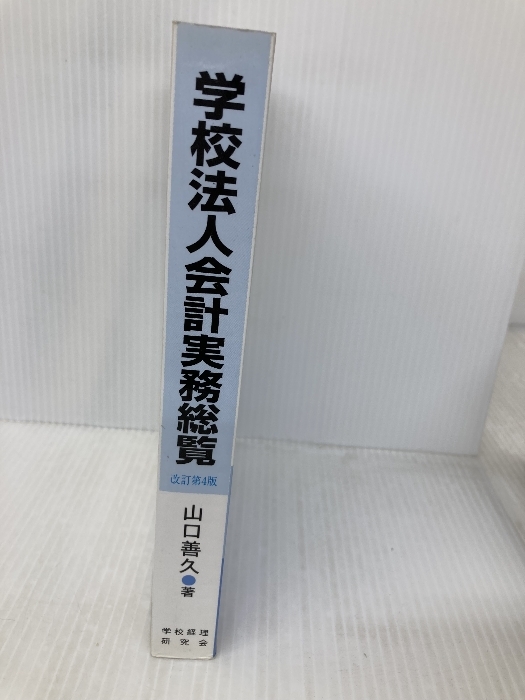 学校法人会計実務総覧
改訂第4版
山口善久●著
学校経理
研究会